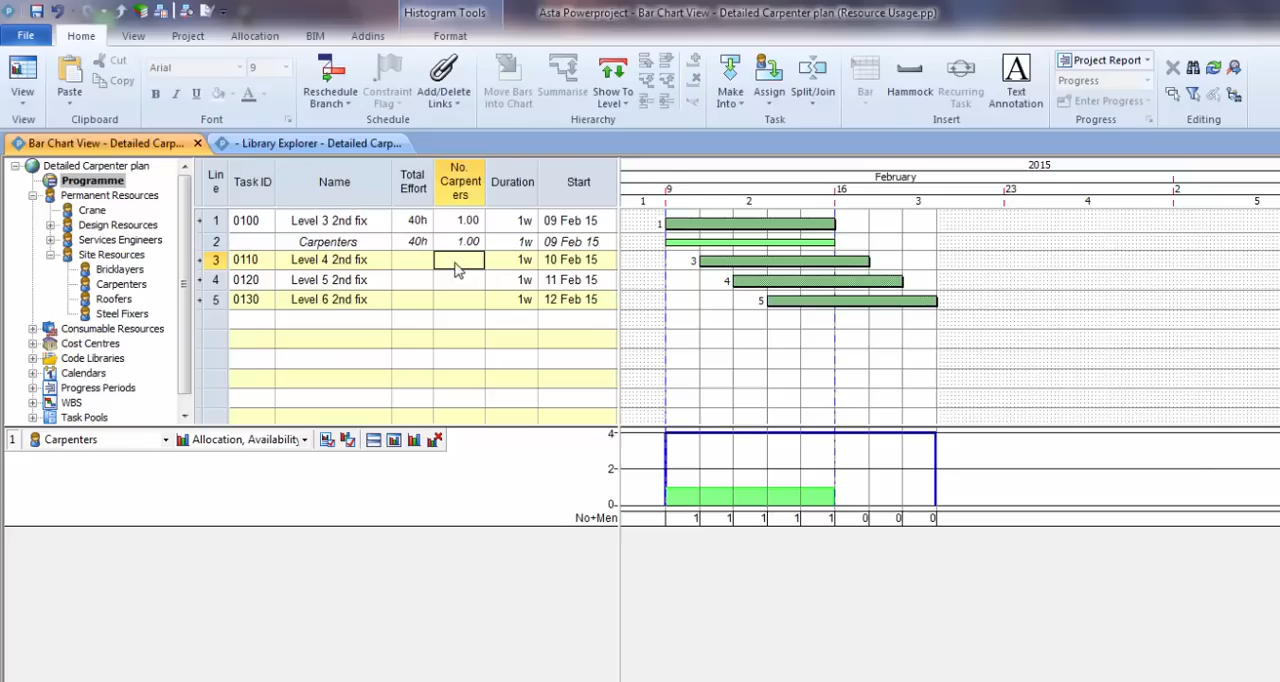 Histogram Tools
Asta Powerproject - Bar Chart View - Detailed Carpenter plan (Resource Usage.pp)
File Home View Project Allocation BIM Addins Format
View
View
Paste
Cut
Copy
Clipboard
Arial 9
B I U A
Font
Reschedule Branch
Constraint Flag
Add/Delete Links
Schedule
Move Bars into Chart
Summarise
Show To Level
Hierarchy
Make Into
Assign
Split/Join
Task
Bar
Hammock
Recurring Task
A
Text Annotation
Insert
Project Report
Progress
Enter Progress
Progress
Editing
Bar Chart View - Detailed Carp...
- Library Explorer - Detailed Carp...
Detailed Carpenter plan
Programme
Permanent Resources
Crane
Design Resources
Services Engineers
Site Resources
Bricklayers
Carpenters
Roofers
Steel Fixers
Consumable Resources
Cost Centres
Code Libraries
Calendars
Progress Periods
WBS
Task Pools
Line Task ID Name Total Effort No. Carpenters Duration Start
1 0100 Level 3 2nd fix 40h 1.00 1w 09 Feb 15
2 Carpenters 40h 1.00 1w 09 Feb 15
3 0110 Level 4 2nd fix 1w 10 Feb 15
4 0120 Level 5 2nd fix 1w 11 Feb 15
5 0130 Level 6 2nd fix 1w 12 Feb 15
2015
February
9 16 23 2
1 2 3 4 5
1
3
4
5
1 Carpenters
Allocation, Availability
4
2
0
No+Men 1 1 1 1 1 0 0 0